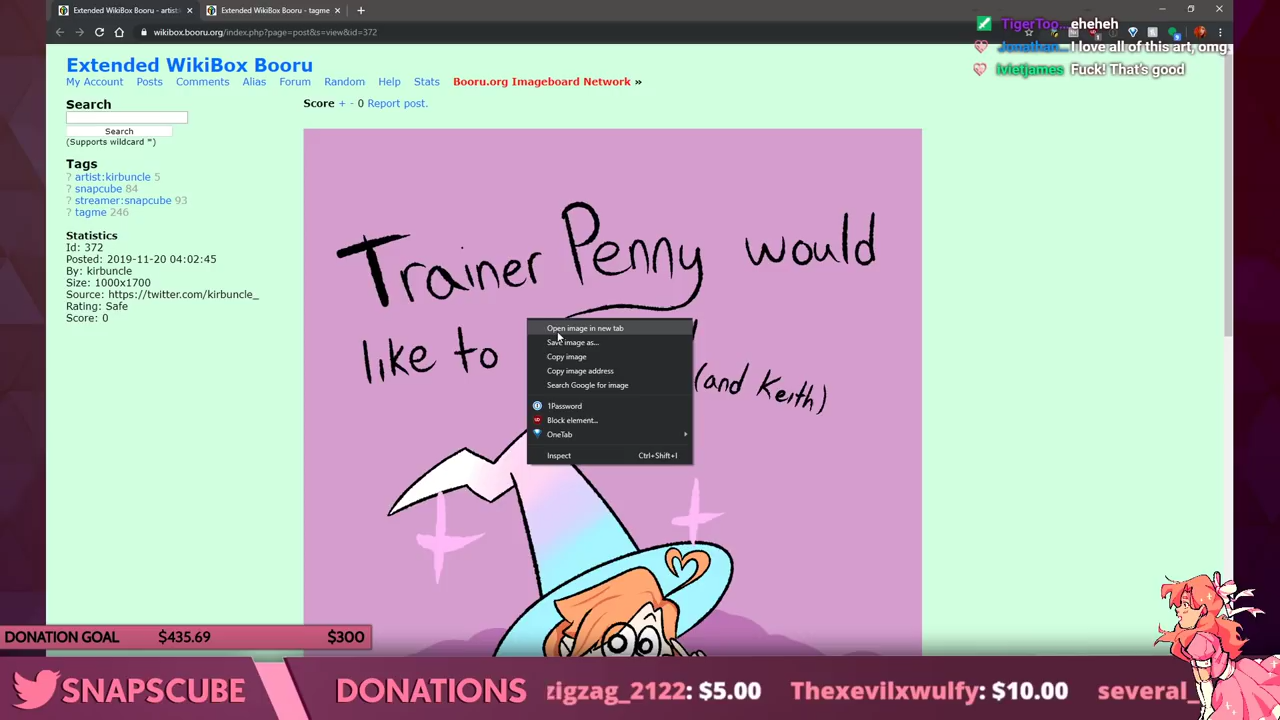 Extended WikiBox Booru - artist
Extended WikiBox Booru - tagme
wikibox.booru.org/index.php?page=post&s=view&id=372
TigerTop... eheheh
Jonathan... I love all of this art, omg
lvletjames Fuck! That's good
Extended WikiBox Booru
My Account Posts Comments Alias Forum Random Help Stats Booru.org Imageboard Network »
Search
Search
(Supports wildcard *)
Score + - 0 Report post.
Tags
? artist:kirbuncle 5
? snapcube 84
? streamer:snapcube 93
? tagme 246
Statistics
Id: 372
Posted: 2019-11-20 04:02:45
By: kirbuncle
Size: 1000x1700
Source: https://twitter.com/kirbuncle_
Rating: Safe
Score: 0
Trainer Penny would
like to
(and Keith)
Open image in new tab
Save image as...
Copy image
Copy image address
Search Google for image
1Password
Block element...
OneTab
Inspect Ctrl+Shift+I
DONATION GOAL $435.69 $300
SNAPSCUBE DONATIONS zigzag_2122: $5.00 Thexevilxwulfy: $10.00 several_